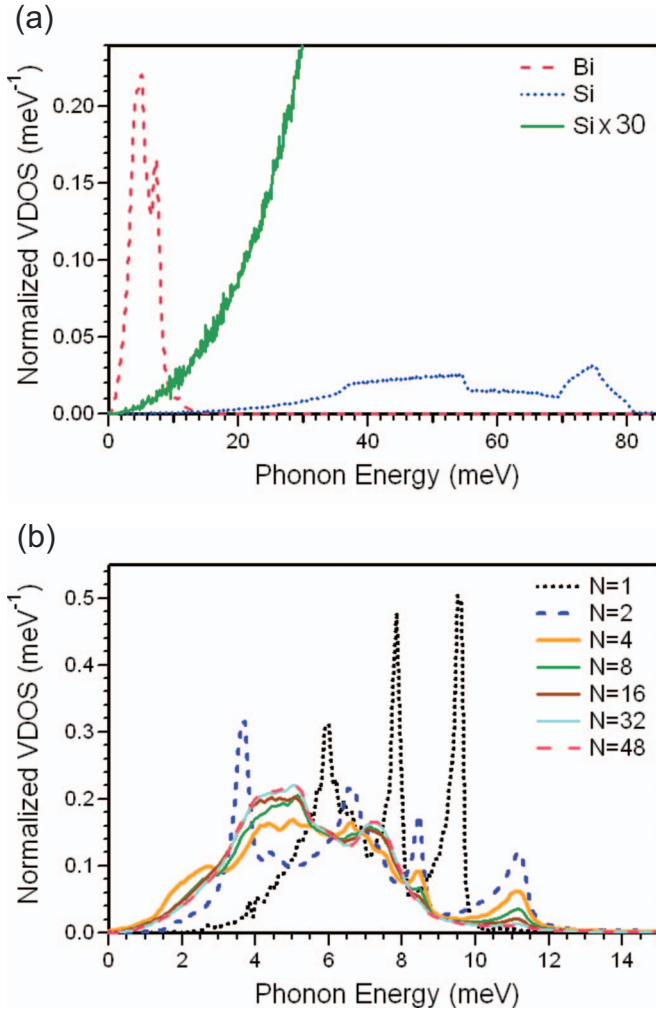 (a)
Normalized VDOS (meV⁻¹)
0.20
0.15
0.10
0.05
0.00
Bi
Si
Si x 30
0 20 40 60 80
Phonon Energy (meV)
(b)
Normalized VDOS (meV⁻¹)
0.5
0.4
0.3
0.2
0.1
0.0
N=1
N=2
N=4
N=8
N=16
N=32
N=48
0 2 4 6 8 10 12 14
Phonon Energy (meV)